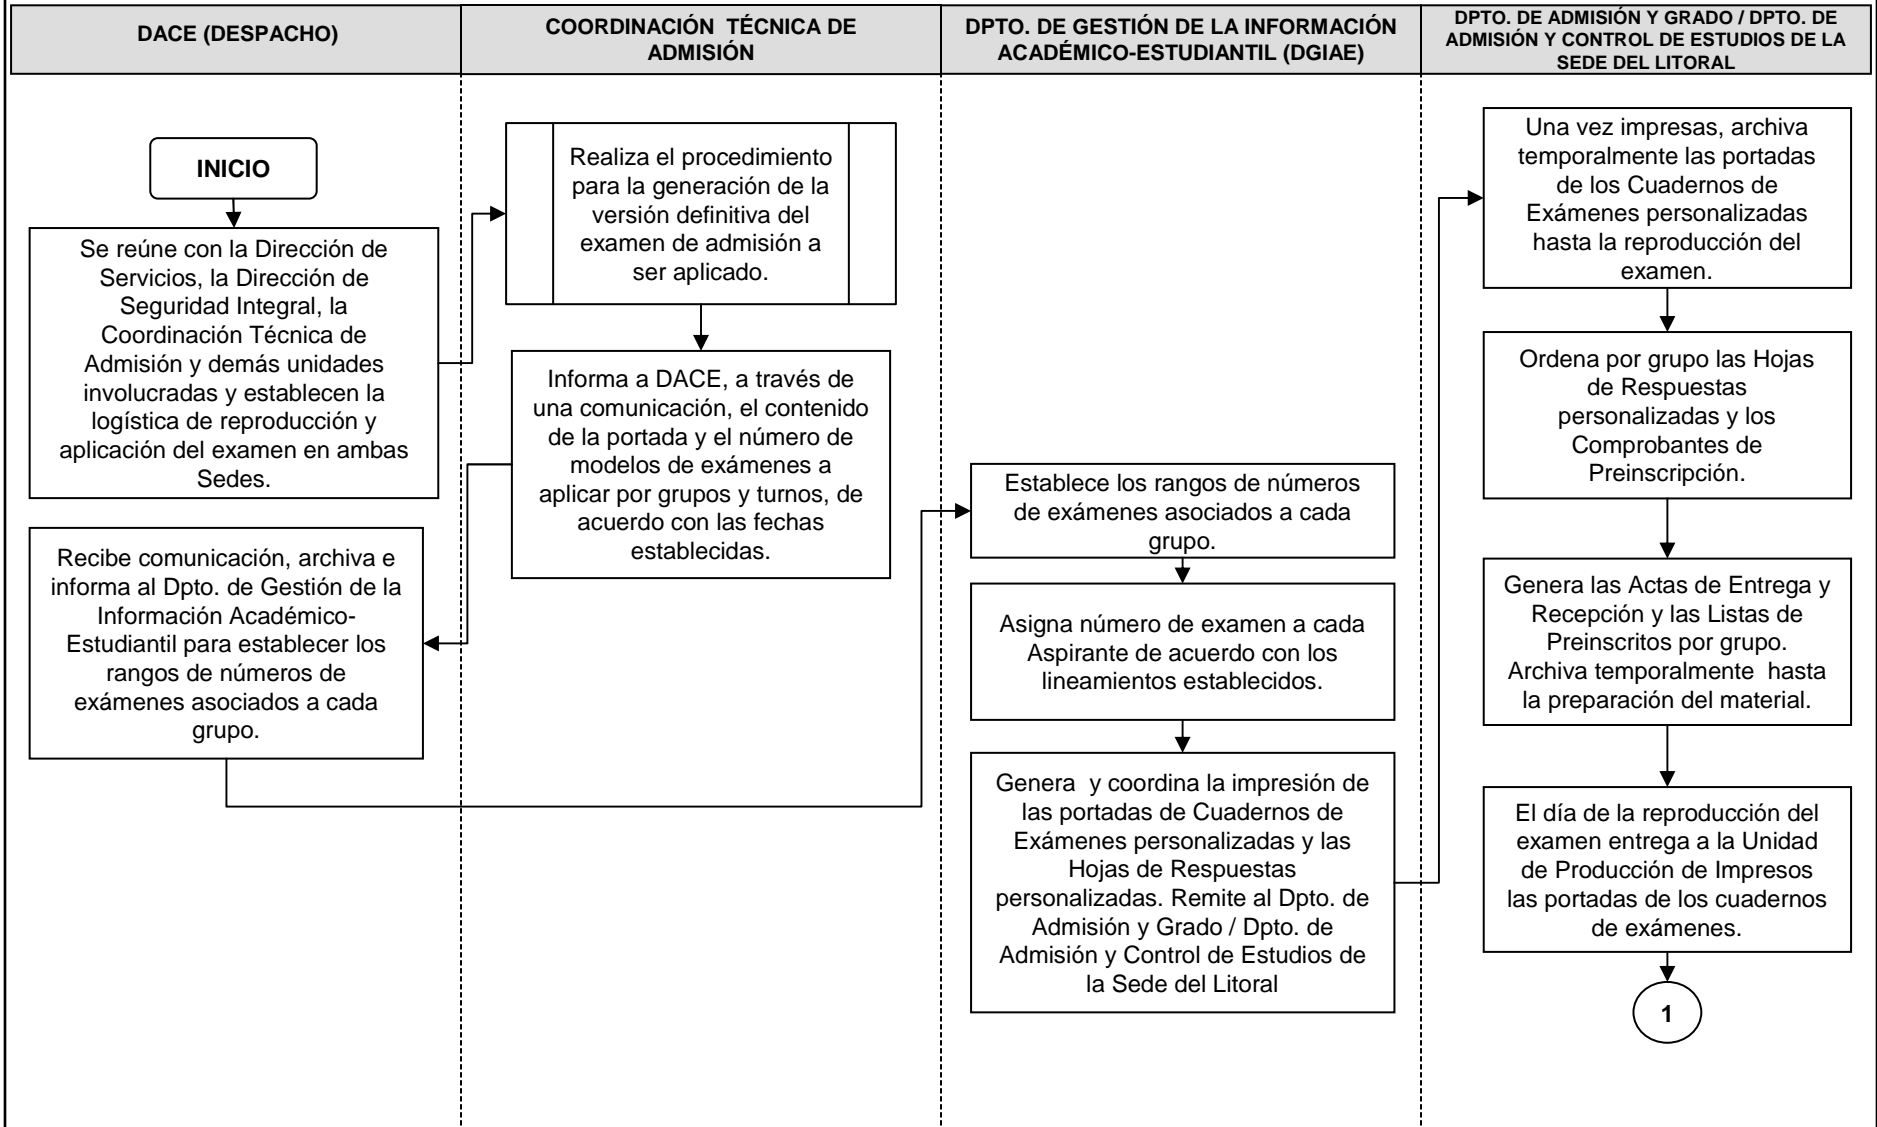 DACE (DESPACHO)
COORDINACIÓN TÉCNICA DE
ADMISIÓN
DPTO. DE GESTIÓN DE LA INFORMACIÓN
ACADÉMICO-ESTUDIANTIL (DGIAE)
DPTO. DE ADMISIÓN Y GRADO / DPTO. DE
ADMISIÓN Y CONTROL DE ESTUDIOS DE LA
SEDE DEL LITORAL
INICIO
Se reúne con la Dirección de
Servicios, la Dirección de
Seguridad Integral, la
Coordinación Técnica de
Admisión y demás unidades
involucradas y establecen la
logística de reproducción y
aplicación del examen en ambas
Sedes.
Recibe comunicación, archiva e
informa al Dpto. de Gestión de la
Información Académico-
Estudiantil para establecer los
rangos de números de
exámenes asociados a cada
grupo.
Realiza el procedimiento
para la generación de la
versión definitiva del
examen de admisión a
ser aplicado.
Informa a DACE, a través de
una comunicación, el contenido
de la portada y el número de
modelos de exámenes a
aplicar por grupos y turnos, de
acuerdo con las fechas
establecidas.
Establece los rangos de números
de exámenes asociados a cada
grupo.
Asigna número de examen a cada
Aspirante de acuerdo con los
lineamientos establecidos.
Genera y coordina la impresión de
las portadas de Cuadernos de
Exámenes personalizadas y las
Hojas de Respuestas
personalizadas. Remite al Dpto. de
Admisión y Grado / Dpto. de
Admisión y Control de Estudios de
la Sede del Litoral
Una vez impresas, archiva
temporalmente las portadas
de los Cuadernos de
Exámenes personalizadas
hasta la reproducción del
examen.
Ordena por grupo las Hojas
de Respuestas
personalizadas y los
Comprobantes de
Preinscripción.
Genera las Actas de Entrega y
Recepción y las Listas de
Preinscritos por grupo.
Archiva temporalmente hasta
la preparación del material.
El día de la reproducción del
examen entrega a la Unidad
de Producción de Impresos
las portadas de los cuadernos
de exámenes.
1